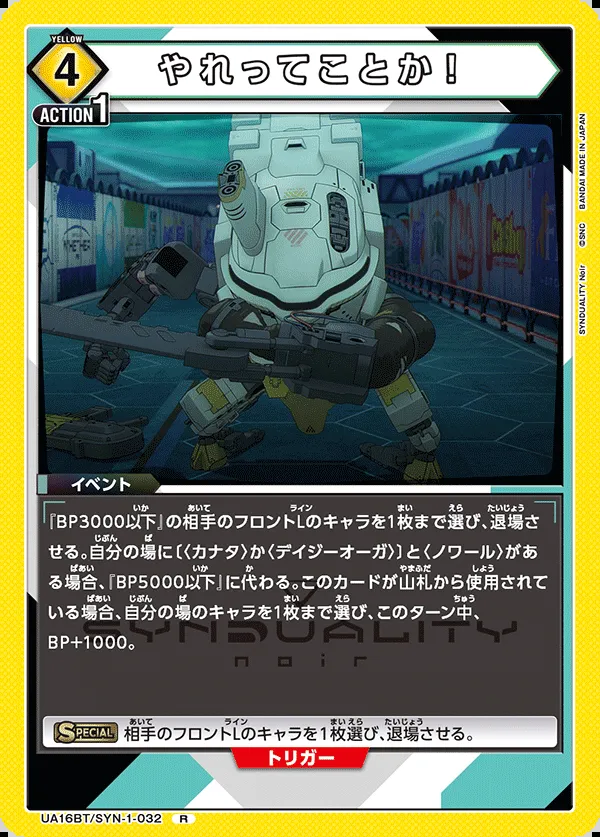 YELLOW
4
ACTION 1
やれってことか！
BANDAI MADE IN JAPAN
©SNC
SYNDUALITY Noir
イベント
『BP3000以下』の相手のフロントLのキャラを1枚まで選び、退場さ
せる。自分の場に〔〈カナタ〉か〈デイジーオーガ〉〕と〈ノワール〉があ
る場合、『BP5000以下』に代わる。このカードが山札から使用されて
いる場合、自分の場のキャラを1枚まで選び、このターン中、
BP+1000。
SYNDUALITY
noir
SPECIAL 相手のフロントLのキャラを1枚選び、退場させる。
トリガー
UA16BT/SYN-1-032 R